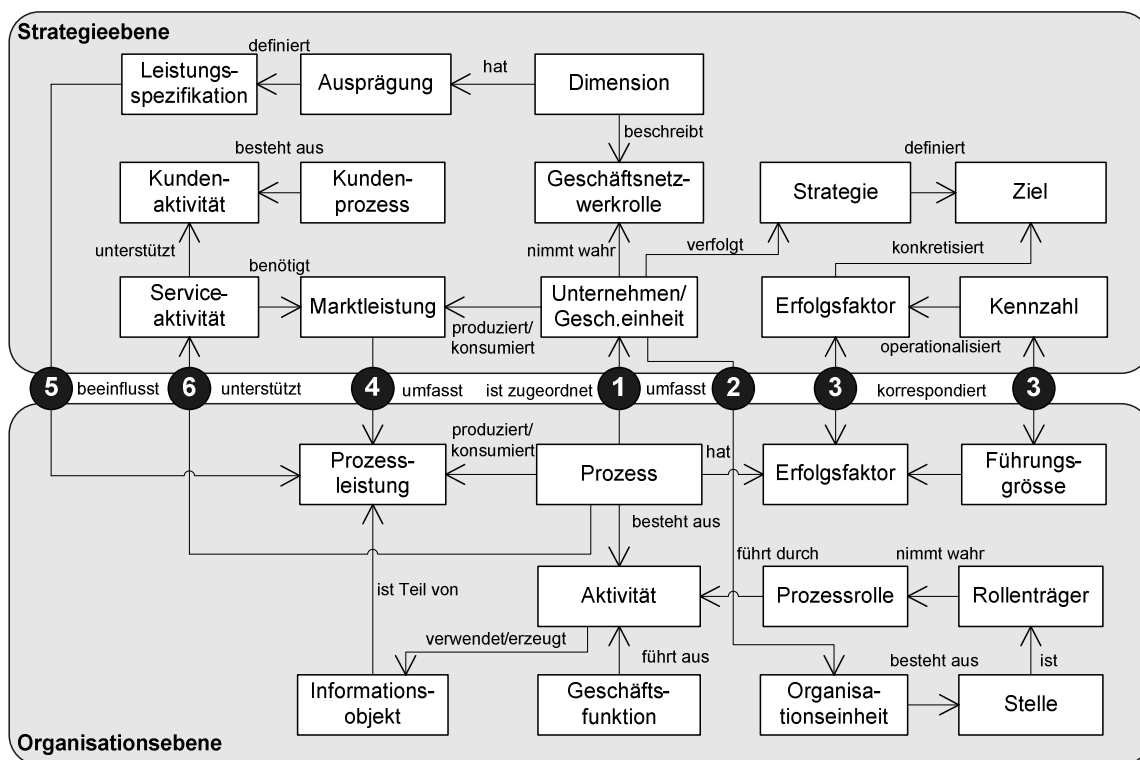 Strategieebene
definiert
Leistungs-
spezifikation
Ausprägung
hat
Dimension
beschreibt
besteht aus
Kunden-
aktivität
Kunden-
prozess
Geschäftsnetz-
werkrolle
definiert
Strategie
Ziel
unterstützt
benötigt
nimmt wahr
verfolgt
konkretisiert
Service-
aktivität
Marktleistung
produziert/
konsumiert
Unternehmen/
Gesch.einheit
Erfolgsfaktor
Kennzahl
operationalisiert
5 beeinflusst 6 unterstützt 4 umfasst ist zugeordnet 1 umfasst 2 3 korrespondiert 3
Prozess-
leistung
produziert/
konsumiert
Prozess
hat
Erfolgsfaktor
Führungs-
grösse
besteht aus
ist Teil von
Aktivität
führt durch
Prozessrolle
nimmt wahr
Rollenträger
verwendet/erzeugt
führt aus
besteht aus
ist
Informations-
objekt
Geschäfts-
funktion
Organisa-
tionseinheit
Stelle
Organisationsebene